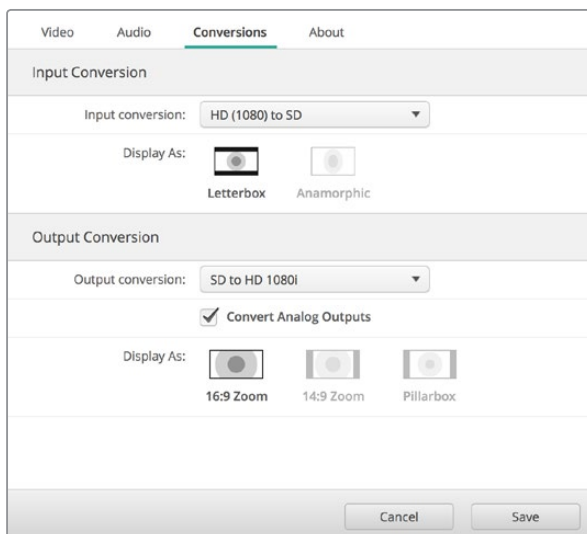 Video Audio Conversions About
Input Conversion
Input conversion: HD (1080) to SD
Display As:
Letterbox Anamorphic
Output Conversion
Output conversion: SD to HD 1080i
Convert Analog Outputs
Display As:
16:9 Zoom 14:9 Zoom Pillarbox
Cancel Save